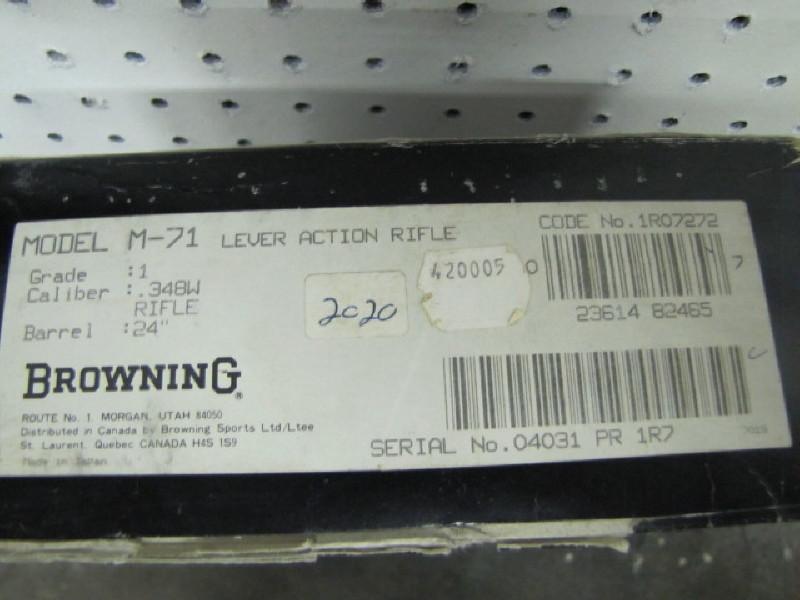 MODEL M-71 LEVER ACTION RIFLE
CODE No.1R07272
Grade :1
Caliber :.348W
RIFLE
Barrel :24"
2020
420005
0 7
23614 82465
BROWNING®
ROUTE No. 1, MORGAN, UTAH 84050
Distributed in Canada by Browning Sports Ltd/Ltee
St. Laurent, Quebec CANADA H4S 1S9
Made in Japan
SERIAL No.04031 PR 1R7